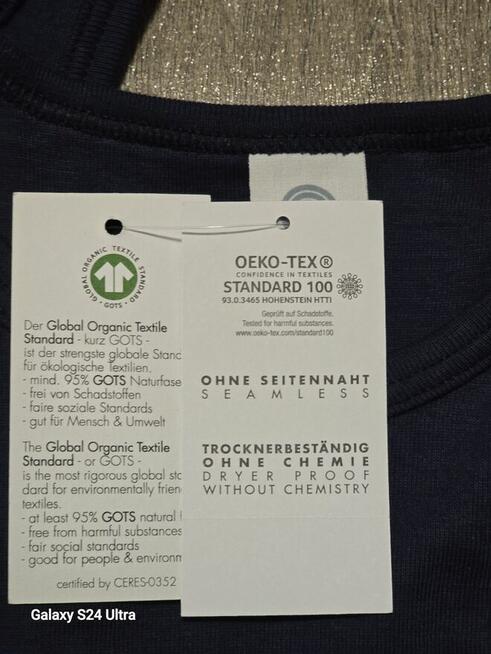 GLOBAL ORGANIC TEXTILE STANDARD · GOTS ·
Der Global Organic Textile
Standard - kurz GOTS -
ist der strengste globale Stand
für ökologische Textilien.
- mind. 95% GOTS Naturfase
- frei von Schadstoffen
- faire soziale Standards
- gut für Mensch & Umwelt
The Global Organic Textile
Standard - or GOTS -
is the most rigorous global stc
dard for environmentally frien
textiles.
- at least 95% GOTS natural
- free from harmful substances
- fair social standards
- good for people & environm
certified by CERES-0352
OEKO-TEX®
CONFIDENCE IN TEXTILES
STANDARD 100
93.0.3465 HOHENSTEIN HTTI
Geprüft auf Schadstoffe.
Tested for harmful substances.
www.oeko-tex.com/standard100
OHNE SEITENNAHT
SEAMLESS
TROCKNERBESTÄNDIG
OHNE CHEMIE
DRYER PROOF
WITHOUT CHEMISTRY
Galaxy S24 Ultra